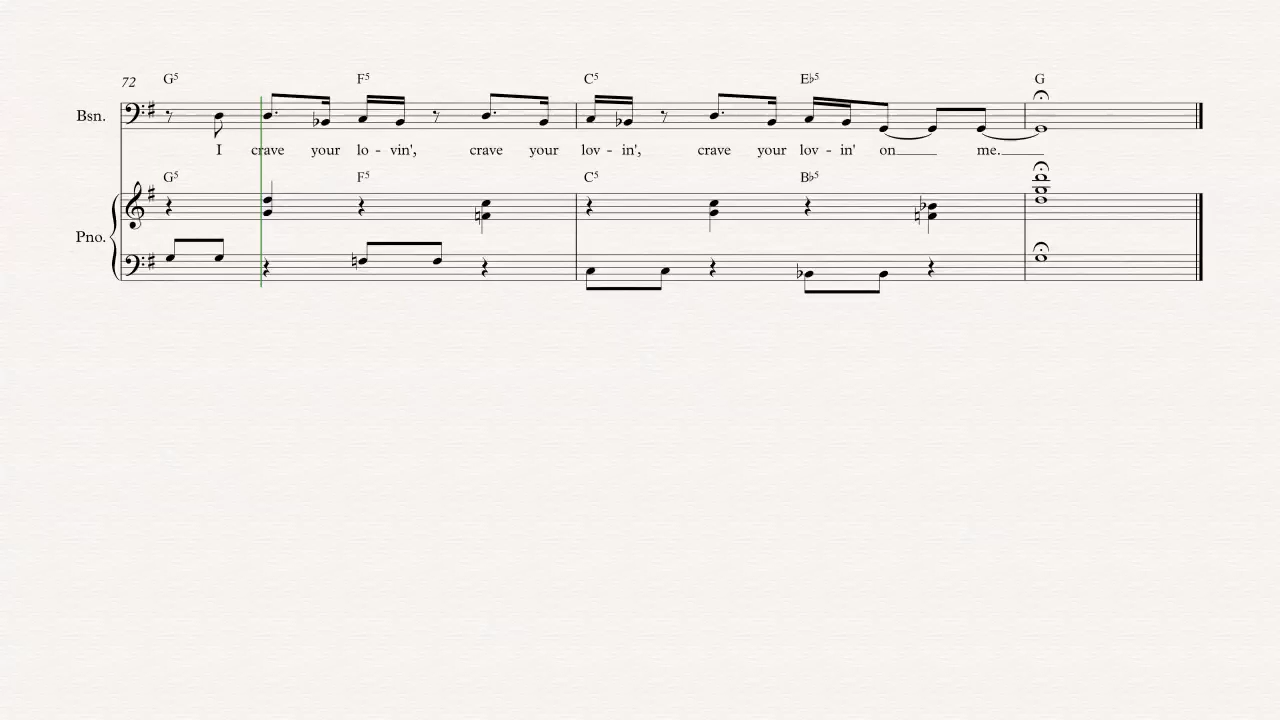 72 G5 F5 C5 E♭5 G
Bsn.
I crave your lo - vin', crave your lov - in', crave your lov - in' on me.
G5 F5 C5 B♭5
Pno.